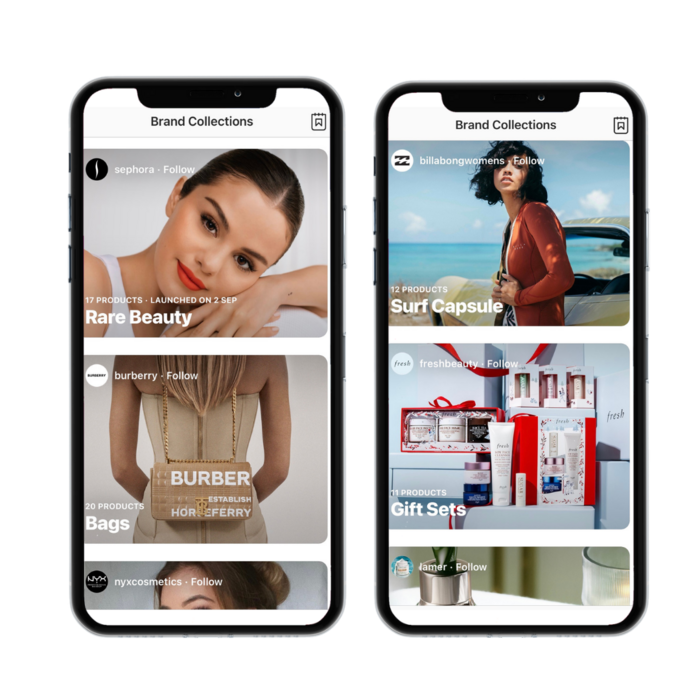 Brand Collections
sephora · Follow
17 PRODUCTS · LAUNCHED ON 2 SEP
Rare Beauty
BURBERRY
burberry · Follow
BURBER
ESTABLISH
HORSEFERRY
20 PRODUCTS
Bags
NYX
nyxcosmetics · Follow
Brand Collections
billabongwomens · Follow
12 PRODUCTS
Surf Capsule
fresh
freshbeauty · Follow
fresh
fresh
11 PRODUCTS
Gift Sets
lamer · Follow